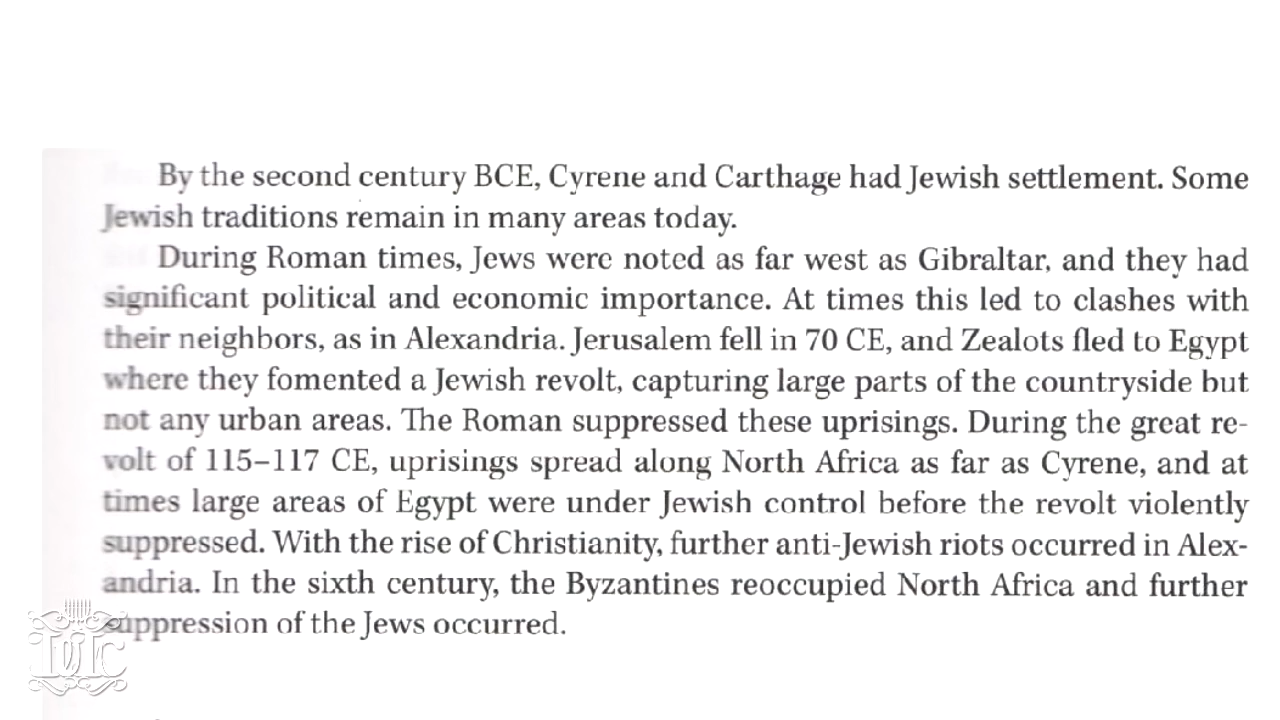 By the second century BCE, Cyrene and Carthage had Jewish settlement. Some
Jewish traditions remain in many areas today.
During Roman times, Jews were noted as far west as Gibraltar, and they had
significant political and economic importance. At times this led to clashes with
their neighbors, as in Alexandria. Jerusalem fell in 70 CE, and Zealots fled to Egypt
where they fomented a Jewish revolt, capturing large parts of the countryside but
not any urban areas. The Roman suppressed these uprisings. During the great re-
volt of 115–117 CE, uprisings spread along North Africa as far as Cyrene, and at
times large areas of Egypt were under Jewish control before the revolt violently
suppressed. With the rise of Christianity, further anti-Jewish riots occurred in Alex-
andria. In the sixth century, the Byzantines reoccupied North Africa and further
suppression of the Jews occurred.